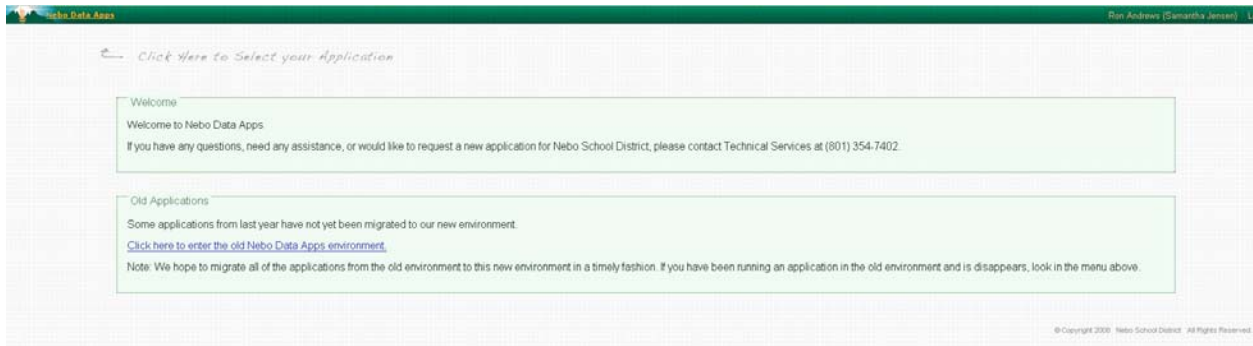 Nebo Data Apps
Ron Andrews (Samantha Jensen) L
Click Here to Select your Application
Welcome
Welcome to Nebo Data Apps
If you have any questions, need any assistance, or would like to request a new application for Nebo School District, please contact Technical Services at (801) 354-7402.
Old Applications
Some applications from last year have not yet been migrated to our new environment.
Click here to enter the old Nebo Data Apps environment.
Note: We hope to migrate all of the applications from the old environment to this new environment in a timely fashion. If you have been running an application in the old environment and is disappears, look in the menu above.
© Copyright 2008 Nebo School District All Rights Reserved.